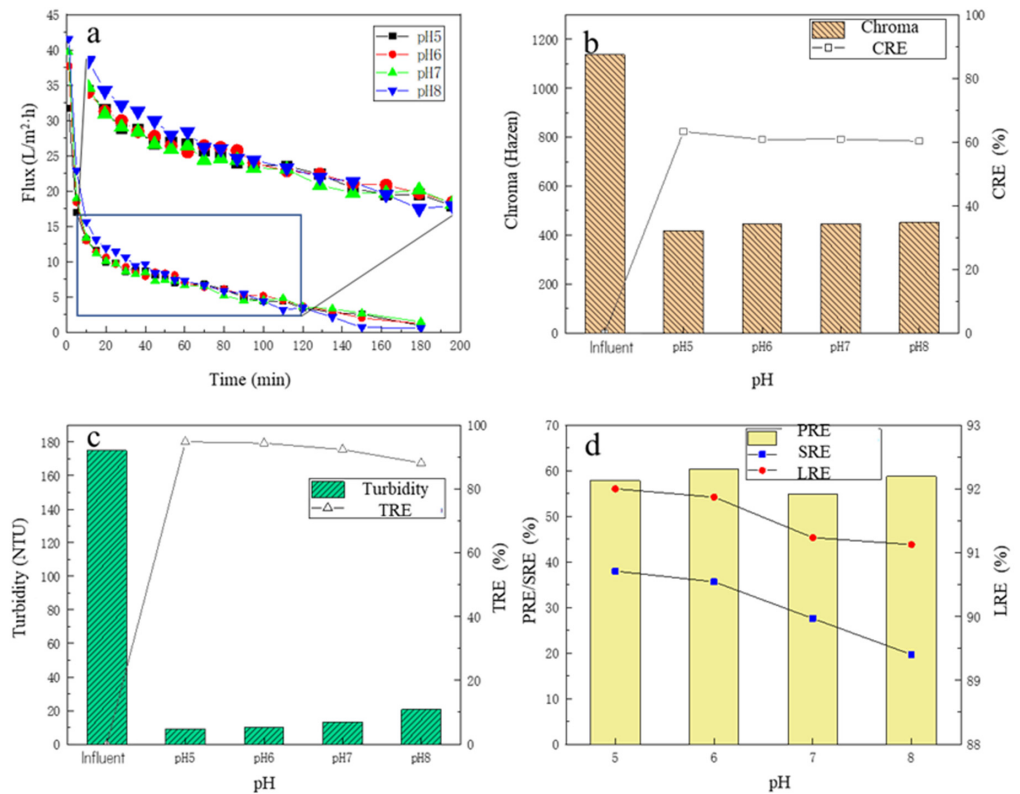 a
45
40
35
30
25
20
15
10
5
0
Flux (L/m²·h)
pH5
pH6
pH7
pH8
0 20 40 60 80 100 120 140 160 180 200
Time (min)
b
1200
1000
800
600
400
600
200
0
Chroma (Hazen)
Chroma
CRE
100
80
60
40
20
0
CRE (%)
Influent pH5 pH6 pH7 pH8
pH
c
180
160
140
120
100
80
60
40
20
0
Turbidity (NTU)
Turbidity
TRE
100
80
60
40
20
0
TRE (%)
Influent pH5 pH6 pH7 pH8
pH
d
70
60
50
40
30
20
10
0
PRE/SRE (%)
PRE
SRE
LRE
93
92
91
90
89
88
LRE (%)
5 6 7 8
pH